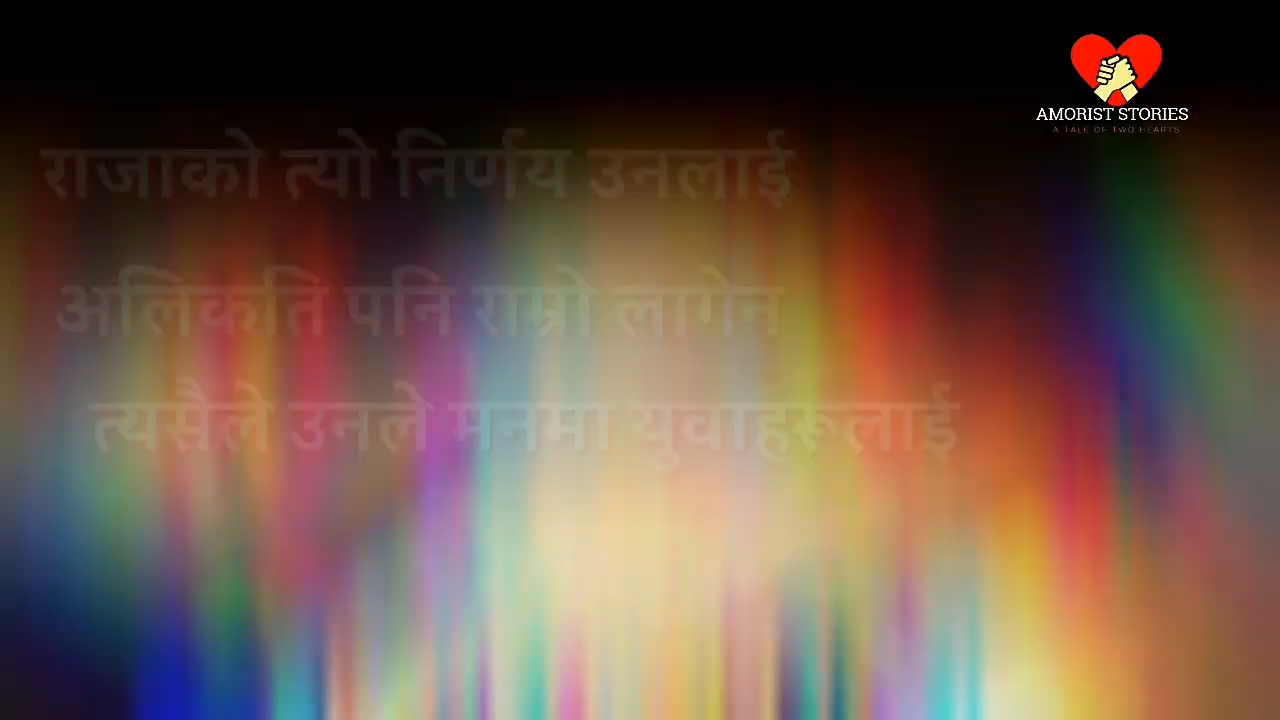 AMORIST STORIES
A TALE OF TWO HEARTS
राजाको त्यो निर्णय उनलाई
अलिकति पनि राम्रो लागेन
त्यसैले उनले मनमा युवाहरूलाई